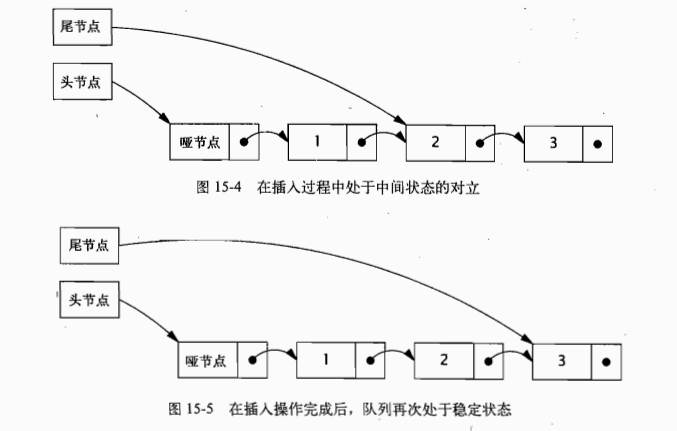 尾节点
头节点
哑节点 1 2 3
图 15-4 在插入过程中处于中间状态的对立
尾节点
头节点
哑节点 1 2 3
图 15-5 在插入操作完成后，队列再次处于稳定状态